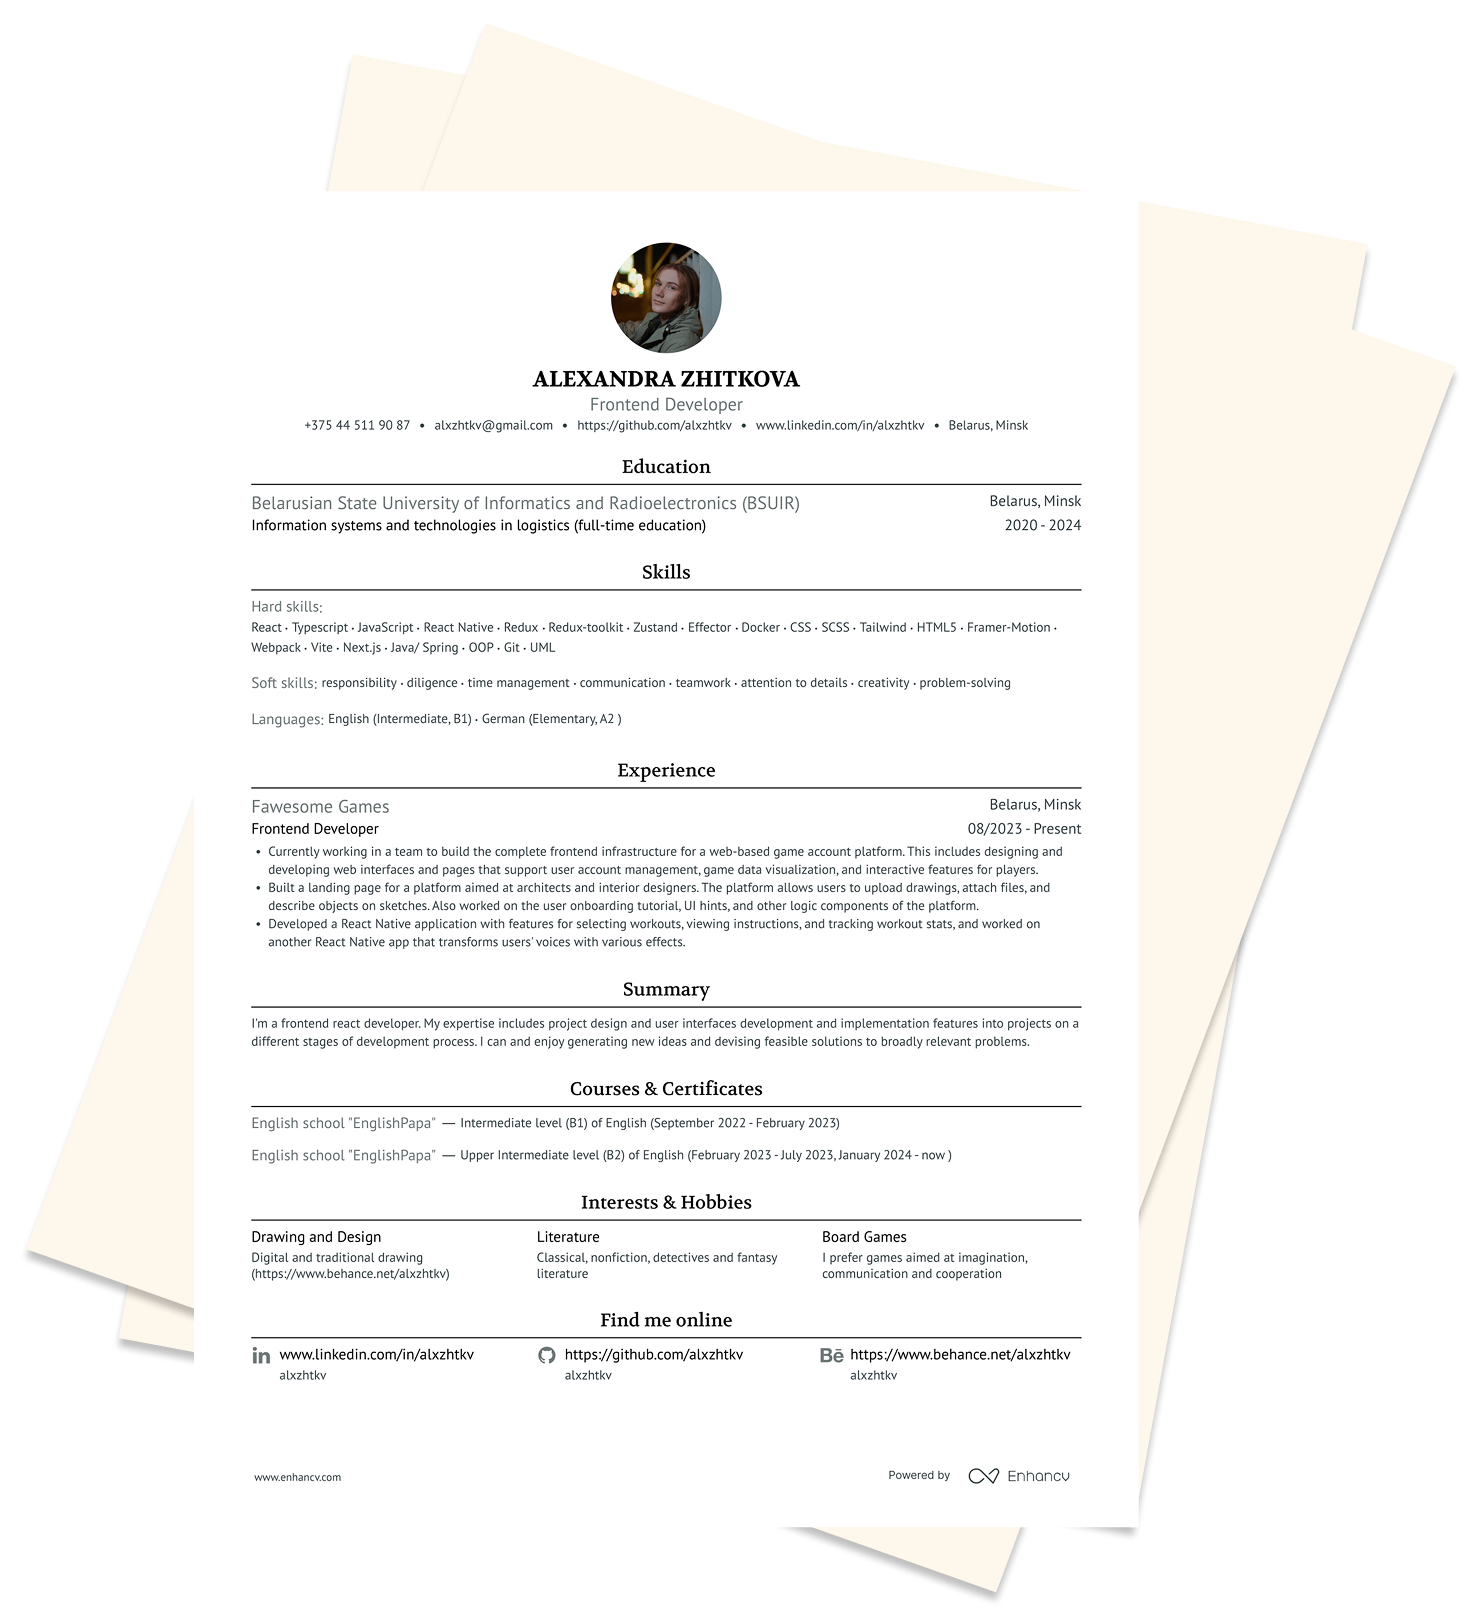 ALEXANDRA ZHITKOVA
Frontend Developer
+375 44 511 90 87 • alxzhtkv@gmail.com • https://github.com/alxzhtkv • www.linkedin.com/in/alxzhtkv • Belarus, Minsk
Education
Belarusian State University of Informatics and Radioelectronics (BSUIR) Belarus, Minsk
Information systems and technologies in logistics (full-time education) 2020 - 2024
Skills
Hard skills:
React · Typescript · JavaScript · React Native · Redux · Redux-toolkit · Zustand · Effector · Docker · CSS · SCSS · Tailwind · HTML5 · Framer-Motion ·
Webpack · Vite · Next.js · Java/ Spring · OOP · Git · UML
Soft skills: responsibility · diligence · time management · communication · teamwork · attention to details · creativity · problem-solving
Languages: English (Intermediate, B1) · German (Elementary, A2 )
Experience
Fawesome Games Belarus, Minsk
Frontend Developer 08/2023 - Present
• Currently working in a team to build the complete frontend infrastructure for a web-based game account platform. This includes designing and
developing web interfaces and pages that support user account management, game data visualization, and interactive features for players.
• Built a landing page for a platform aimed at architects and interior designers. The platform allows users to upload drawings, attach files, and
describe objects on sketches. Also worked on the user onboarding tutorial, UI hints, and other logic components of the platform.
• Developed a React Native application with features for selecting workouts, viewing instructions, and tracking workout stats, and worked on
another React Native app that transforms users' voices with various effects.
Summary
I'm a frontend react developer. My expertise includes project design and user interfaces development and implementation features into projects on a
different stages of development process. I can and enjoy generating new ideas and devising feasible solutions to broadly relevant problems.
Courses & Certificates
English school "EnglishPapa" — Intermediate level (B1) of English (September 2022 - February 2023)
English school "EnglishPapa" — Upper Intermediate level (B2) of English (February 2023 - July 2023, January 2024 - now )
Interests & Hobbies
Drawing and Design
Digital and traditional drawing
(https://www.behance.net/alxzhtkv)
Literature
Classical, nonfiction, detectives and fantasy
literature
Board Games
I prefer games aimed at imagination,
communication and cooperation
Find me online
in www.linkedin.com/in/alxzhtkv
alxzhtkv
https://github.com/alxzhtkv
alxzhtkv
Bē https://www.behance.net/alxzhtkv
alxzhtkv
www.enhancv.com
Powered by Enhancv